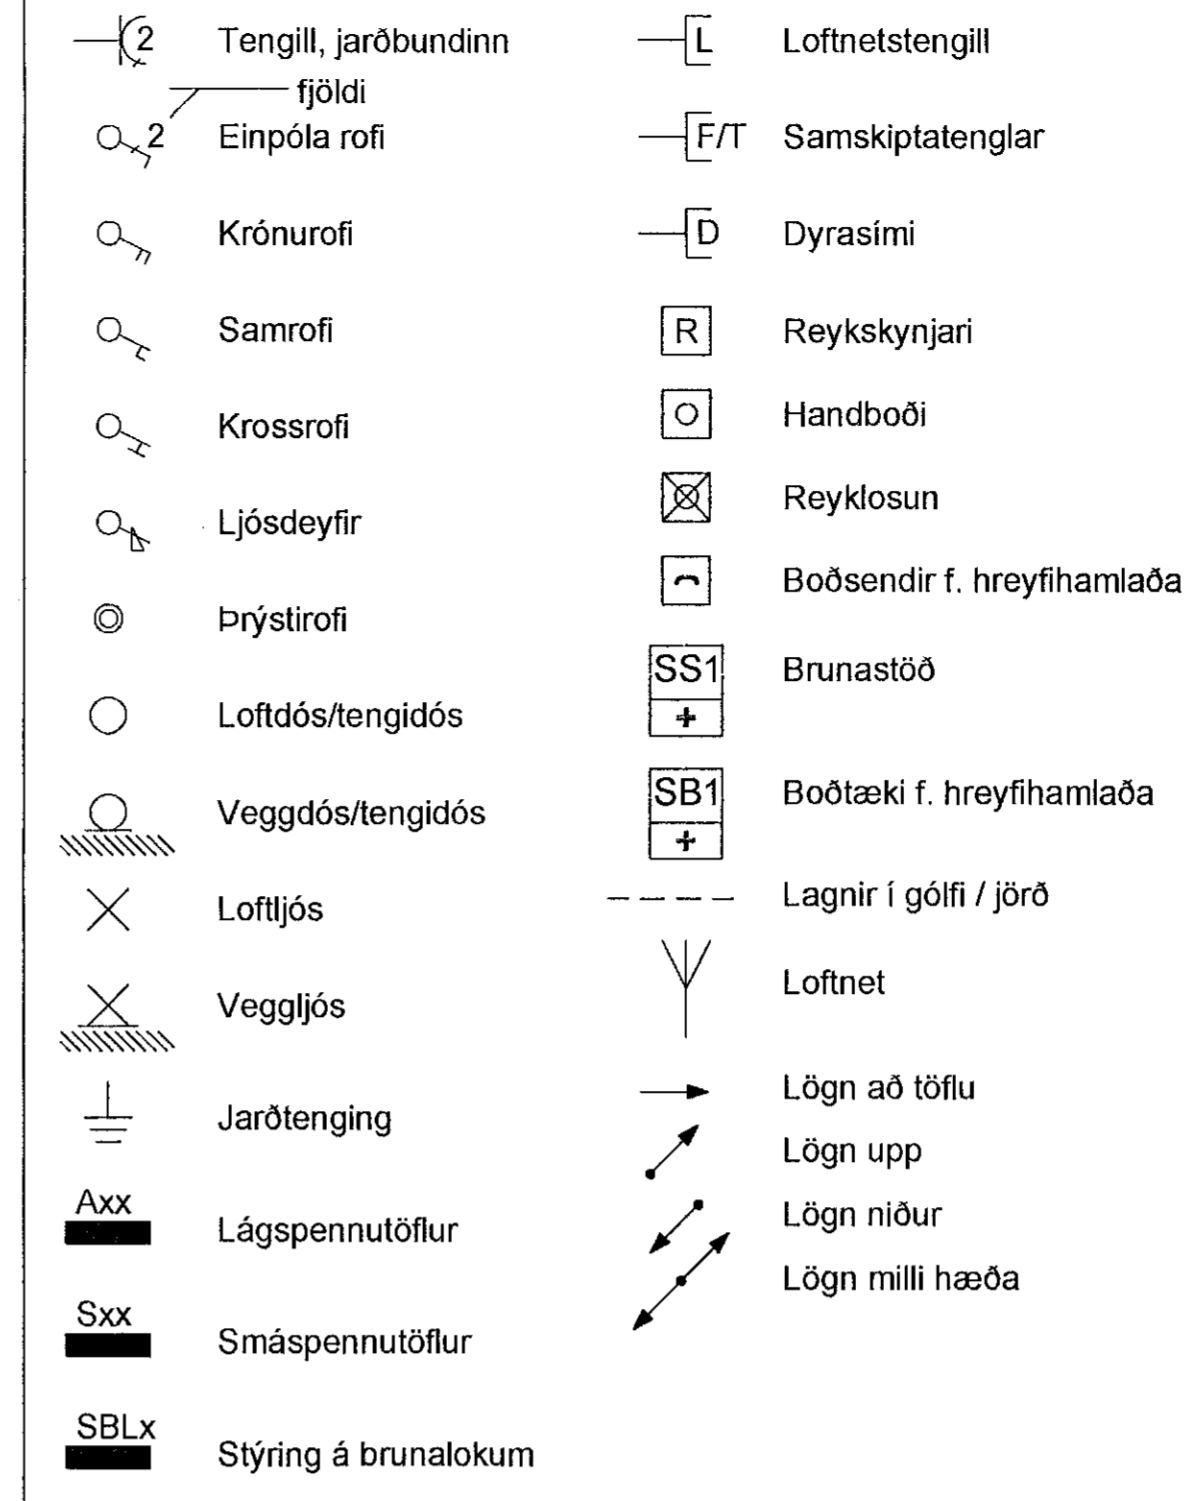 2 Tengill, jarðbundinn
fjöldi
2 Einpóla rofi
Krónurofi
Samrofi
Krossrofi
Ljósdeyfir
Þrýstirofi
Loftdós/tengidós
Veggdós/tengidós
Loftljós
Veggljós
Jarðtenging
Axx
Lágspennutöflur
Sxx
Smáspennutöflur
SBLx
Stýring á brunalokum
L Loftnetstengill
F/T Samskiptatenglar
D Dyrasími
R Reykskynjari
Handboði
Reyklosun
Boðsendir f. hreyfihamlaða
SS1 Brunastöð
+
SB1 Boðtæki f. hreyfihamlaða
+
Lagnir í gólfi / jörð
Loftnet
Lögn að töflu
Lögn upp
Lögn niður
Lögn milli hæða